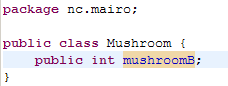 package nc.mairo;
public class Mushroom {
    public int mushroomB;
}